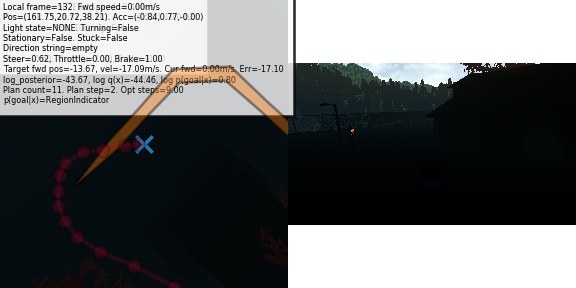 Local frame=132. Fwd speed=0.00m/s
Pos=(161.75,20.72,38.21). Acc=(-0.84,0.77,-0.00)
Light state=NONE. Turning=False
Stationary=False. Stuck=False
Direction string=empty
Steer=0.62, Throttle=0.00, Brake=1.00
Target fwd pos=-13.67, vel=-17.09m/s. Cur fwd=0.00m/s. Err=-17.10
log_posterior=-43.67, log q(x)=-44.46, log p(goal|x)=0.80
Plan count=11. Plan step=2. Opt steps=9.00
p(goal|x)=RegionIndicator